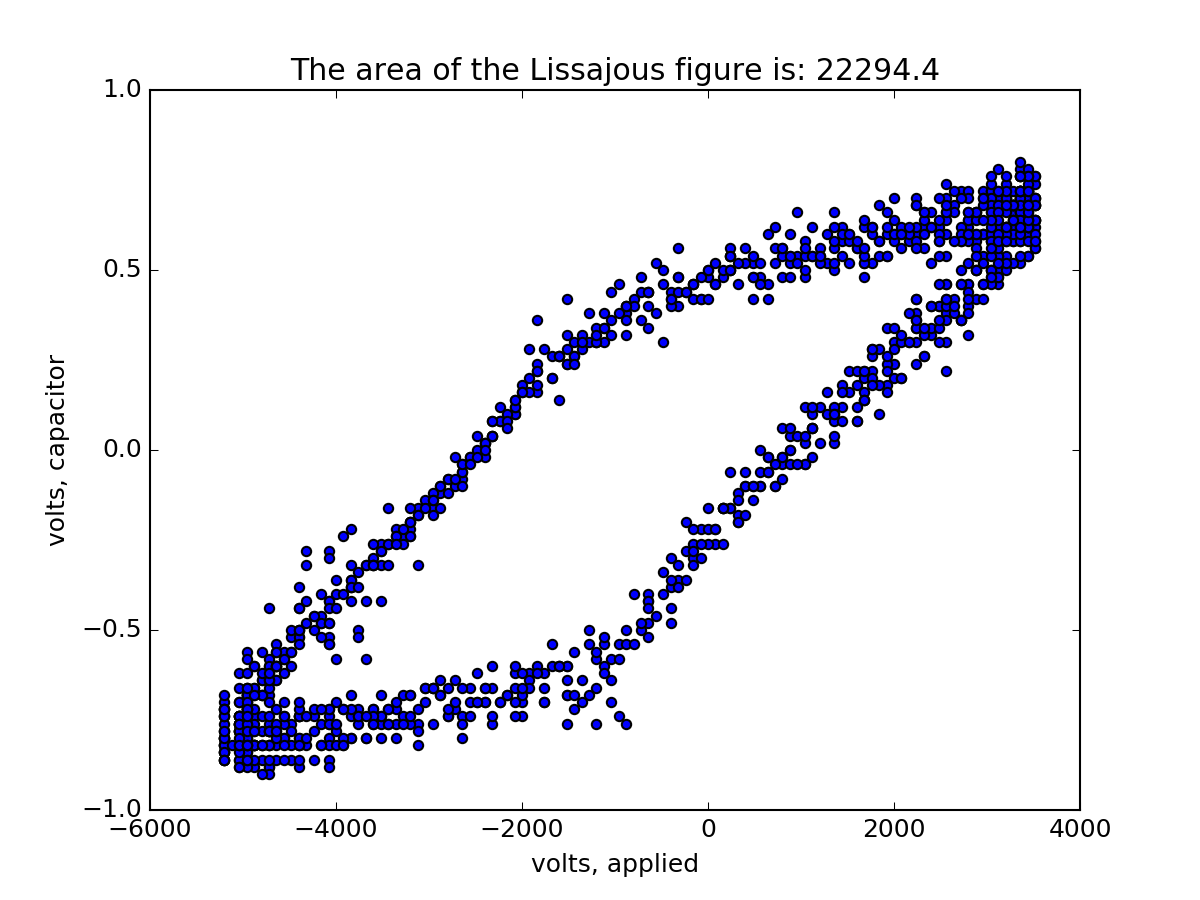 The area of the Lissajous figure is: 22294.4
1.0
0.5
0.0
−0.5
−1.0
volts, capacitor
−6000 −4000 −2000 0 2000 4000
volts, applied